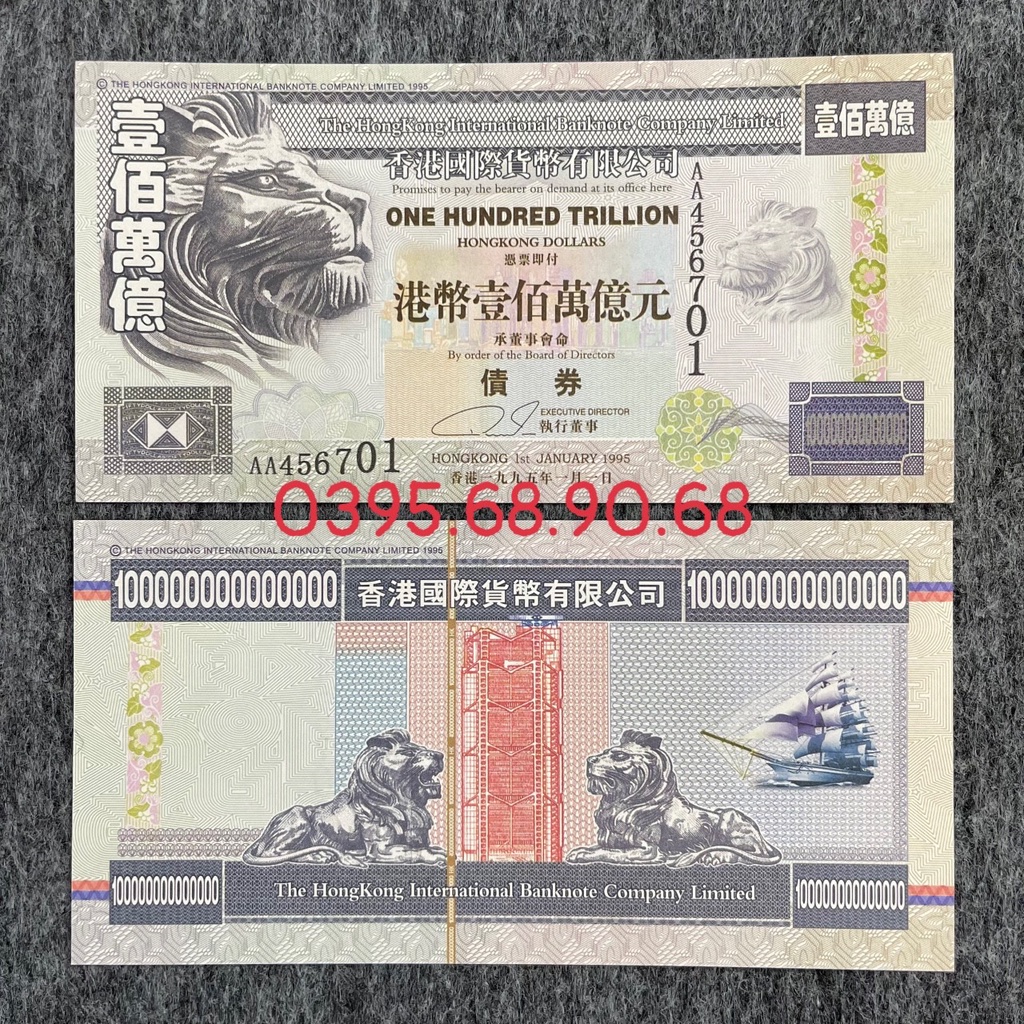 © THE HONGKONG INTERNATIONAL BANKNOTE COMPANY LIMITED 1995
壹佰萬億
The HongKong International Banknote Company Limited
壹佰萬億
香港國際貨幣有限公司
Promises to pay the bearer on demand at its office here
ONE HUNDRED TRILLION
HONGKONG DOLLARS
憑票即付
港幣壹佰萬億元
承董事會命
By order of the Board of Directors
債 券
EXECUTIVE DIRECTOR
執行董事
AA456701
AA456701
HONGKONG 1st JANUARY 1995
香港一九九五年一月一日
0395.68.90.68
© THE HONGKONG INTERNATIONAL BANKNOTE COMPANY LIMITED 1995
100000000000000 香港國際貨幣有限公司 100000000000000
100000000000000 The HongKong International Banknote Company Limited 100000000000000